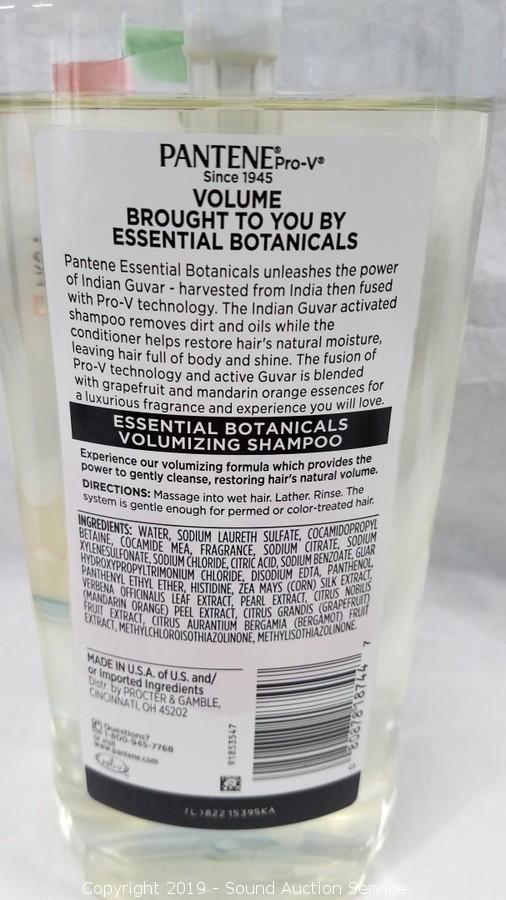 PANTENE® Pro-V®
Since 1945
VOLUME
BROUGHT TO YOU BY
ESSENTIAL BOTANICALS
Pantene Essential Botanicals unleashes the power
of Indian Guvar - harvested from India then fused
with Pro-V technology. The Indian Guvar activated
shampoo removes dirt and oils while the
conditioner helps restore hair's natural moisture,
leaving hair full of body and shine. The fusion of
Pro-V technology and active Guvar is blended
with grapefruit and mandarin orange essences for
a luxurious fragrance and experience you will love.
ESSENTIAL BOTANICALS
VOLUMIZING SHAMPOO
Experience our volumizing formula which provides the
power to gently cleanse, restoring hair's natural volume.
DIRECTIONS: Massage into wet hair. Lather. Rinse. The
system is gentle enough for permed or color-treated hair.
INGREDIENTS: WATER, SODIUM LAURETH SULFATE, COCAMIDOPROPYL
BETAINE, COCAMIDE MEA, FRAGRANCE, SODIUM CITRATE, SODIUM
XYLENESULFONATE, SODIUM CHLORIDE, CITRIC ACID, SODIUM BENZOATE, GUAR
HYDROXYPROPYLTRIMONIUM CHLORIDE, DISODIUM EDTA, PANTHENOL,
PANTHENYL ETHYL ETHER, HISTIDINE, ZEA MAYS (CORN) SILK EXTRACT,
VERBENA OFFICINALIS LEAF EXTRACT, PEARL EXTRACT, CITRUS NOBILIS
(MANDARIN ORANGE) PEEL EXTRACT, CITRUS GRANDIS (GRAPEFRUIT)
FRUIT EXTRACT, CITRUS AURANTIUM BERGAMIA (BERGAMOT) FRUIT
EXTRACT, METHYLCHLOROISOTHIAZOLINONE, METHYLISOTHIAZOLINONE.
MADE IN U.S.A. of U.S. and/
or Imported Ingredients
Distr. by PROCTER & GAMBLE,
CINCINNATI, OH 45202
Questions?
1-800-945-7768
or visit
www.pantene.com
91853547
0 80878 18744 7
(L)82215395KA
Copyright 2019 - Sound Auction Service